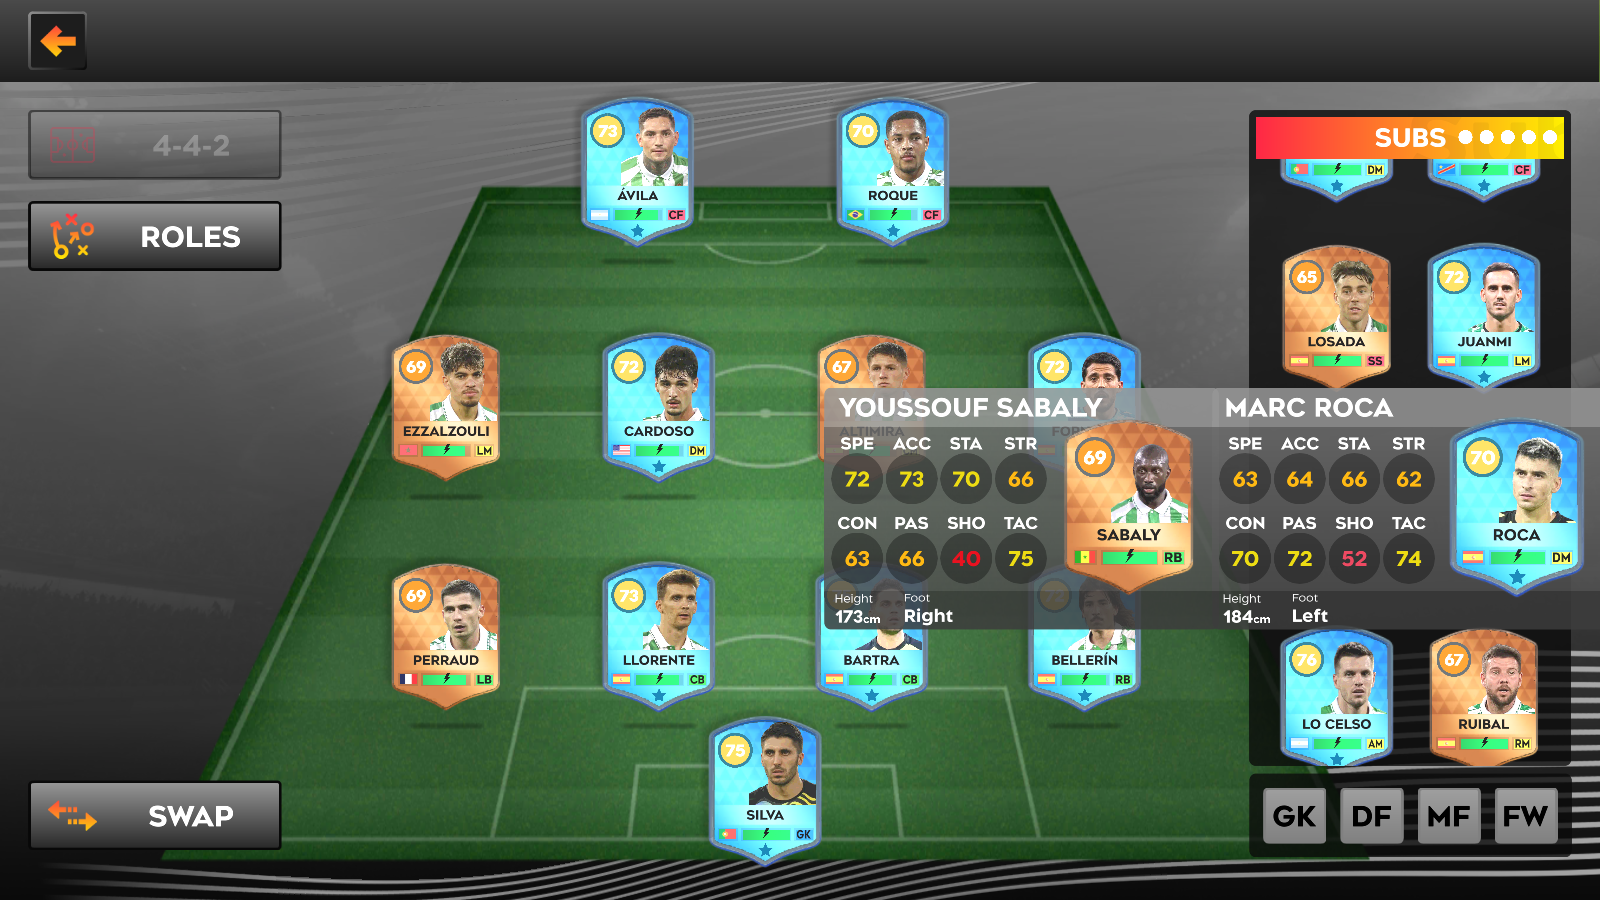 4-4-2
ROLES
SWAP
73
ÁVILA
CF
70
ROQUE
CF
69
EZZALZOULI
LM
72
CARDOSO
DM
67
ALTIMIRA
72
69
PERRAUD
LB
73
LLORENTE
CB
BARTRA
CB
BELLERÍN
RB
75
SILVA
GK
SUBS
DM
CF
65
LOSADA
SS
72
JUANMI
LM
YOUSSOUF SABALY
SPE ACC STA STR
72 73 70 66
CON PAS SHO TAC
63 66 40 75
Height Foot
173cm Right
69
SABALY
RB
MARC ROCA
SPE ACC STA STR
63 64 66 62
CON PAS SHO TAC
70 72 52 74
Height Foot
184cm Left
70
ROCA
DM
76
LO CELSO
AM
67
RUIBAL
RM
GK DF MF FW